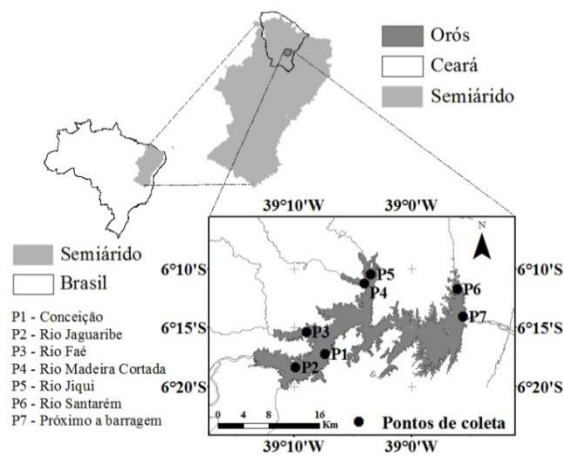 Orós
Ceará
Semiárido
39°10'W 39°0'W
N
Semiárido
Brasil
6°10'S 6°10'S
6°15'S 6°15'S
6°20'S 6°20'S
P5
P4
P6
P7
P3
P1
P2
P1 - Conceição
P2 - Rio Jaguaribe
P3 - Rio Faé
P4 - Rio Madeira Cortada
P5 - Rio Jiqui
P6 - Rio Santarém
P7 - Próximo a barragem
0 4 8 16
Km
Pontos de coleta
39°10'W 39°0'W